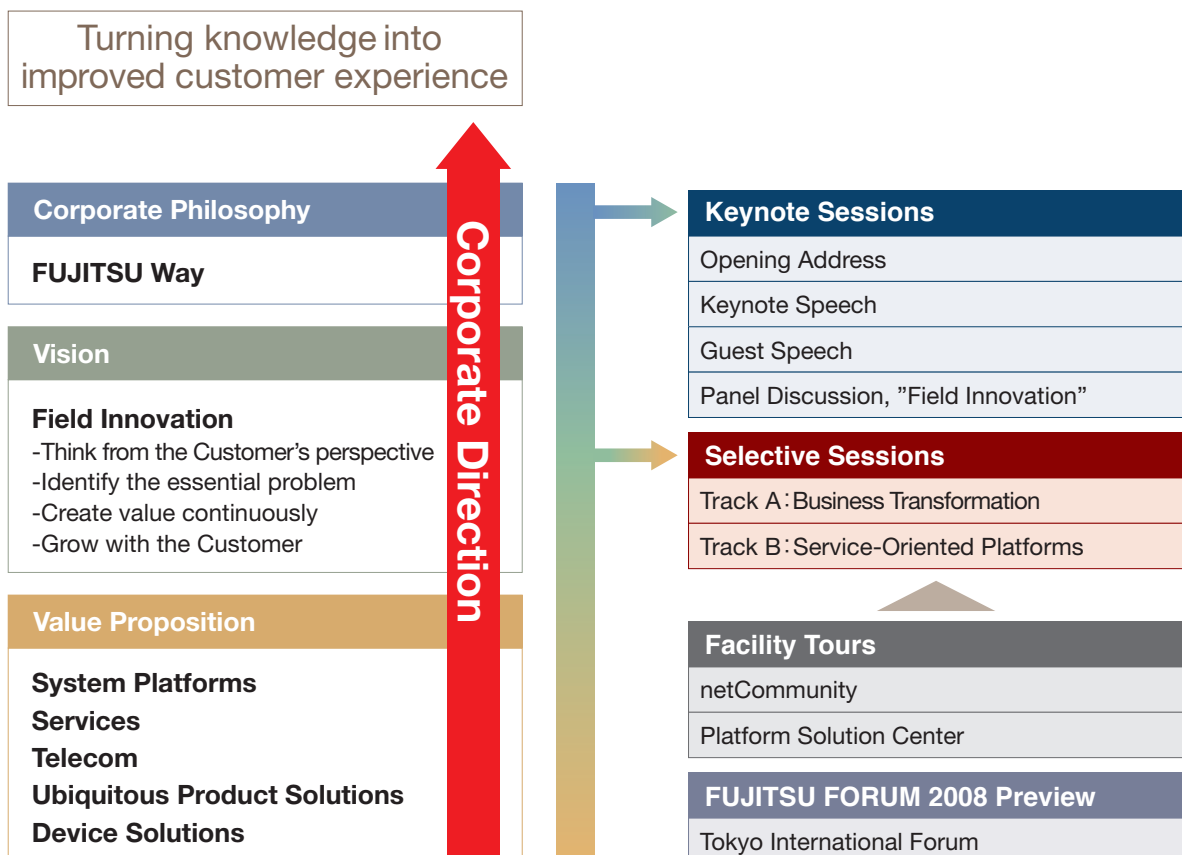 Turning knowledge into
improved customer experience
Corporate Direction
Corporate Philosophy
FUJITSU Way
Vision
Field Innovation
-Think from the Customer’s perspective
-Identify the essential problem
-Create value continuously
-Grow with the Customer
Value Proposition
System Platforms
Services
Telecom
Ubiquitous Product Solutions
Device Solutions
Keynote Sessions
Opening Address
Keynote Speech
Guest Speech
Panel Discussion, ”Field Innovation”
Selective Sessions
Track A:Business Transformation
Track B:Service-Oriented Platforms
Facility Tours
netCommunity
Platform Solution Center
FUJITSU FORUM 2008 Preview
Tokyo International Forum